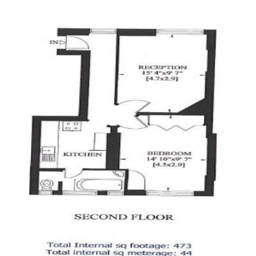 IN
RECEPTION
15' 4"x9' 7"
[4.7x2.9]
KITCHEN
BEDROOM
14' 10"x9' 7"
[4.5x2.9]
SECOND FLOOR
Total Internal sq footage: 473
Total internal sq meterage: 44